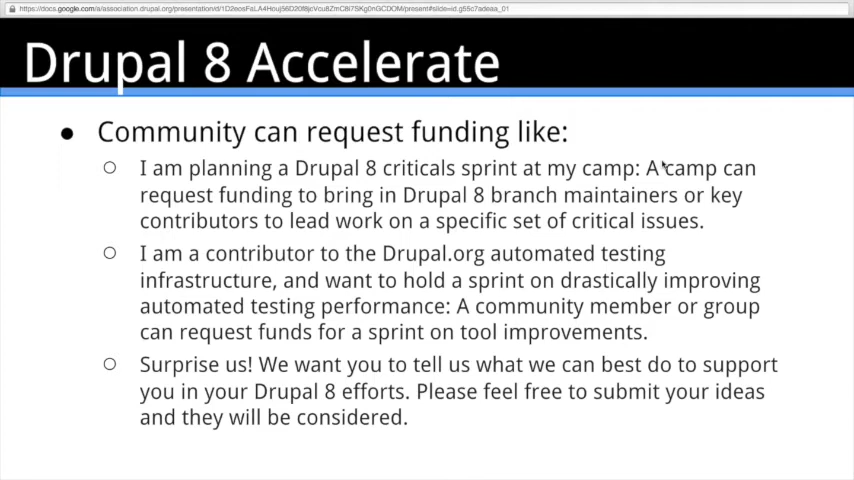 Drupal 8 Accelerate
● Community can request funding like:
○ I am planning a Drupal 8 criticals sprint at my camp: A camp can
request funding to bring in Drupal 8 branch maintainers or key
contributors to lead work on a specific set of critical issues.
○ I am a contributor to the Drupal.org automated testing
infrastructure, and want to hold a sprint on drastically improving
automated testing performance: A community member or group
can request funds for a sprint on tool improvements.
○ Surprise us! We want you to tell us what we can best do to support
you in your Drupal 8 efforts. Please feel free to submit your ideas
and they will be considered.